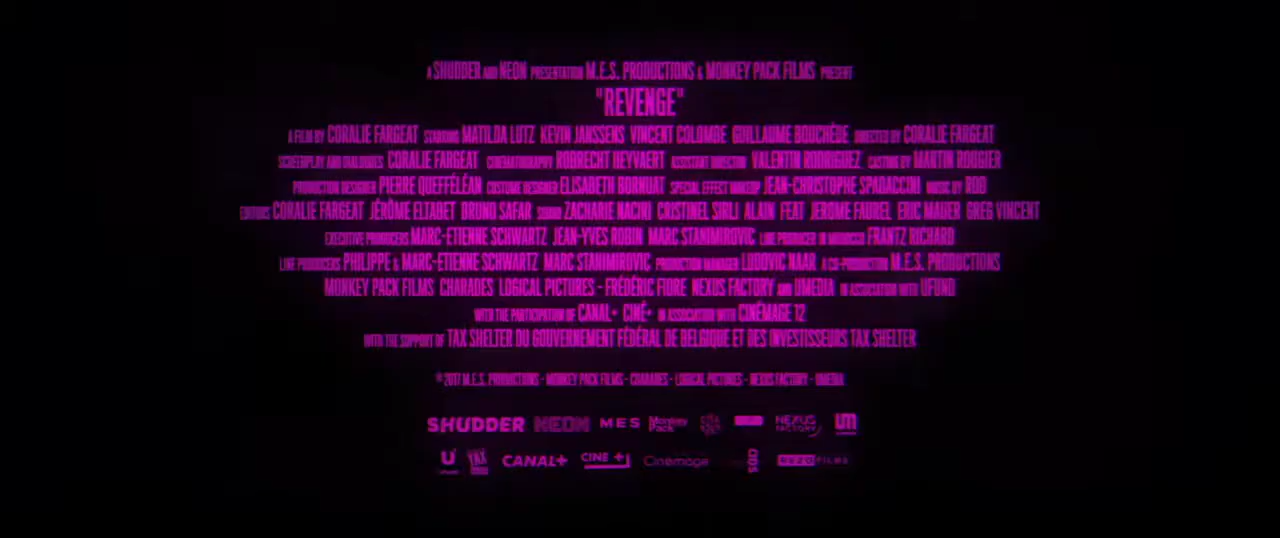 A SHUDDER AND NEON PRESENTATION M.E.S. PRODUCTIONS & MONKEY PACK FILMS PRESENT
"REVENGE"
A FILM BY CORALIE FARGEAT STARRING MATILDA LUTZ KEVIN JANSSENS VINCENT COLOMBE GUILLAUME BOUCHÈDE DIRECTED BY CORALIE FARGEAT
SCREENPLAY AND DIALOGUES CORALIE FARGEAT CINEMATOGRAPHY ROBRECHT HEYVAERT ASSISTANT DIRECTOR VALENTIN RODRIGUEZ CASTING BY MARTIN ROUGIER
PRODUCTION DESIGNER PIERRE QUEFFÉLÉAN COSTUME DESIGNER ELISABETH BORNUAT SPECIAL EFFECT MAKEUP JEAN-CHRISTOPHE SPADACCINI MUSIC BY ROB
EDITORS CORALIE FARGEAT JÉRÔME ELTABET BRUNO SAFAR SOUND ZACHARIE NACIRI CRISTINEL SIRLI ALAIN FEAT JEROME FAUREL ERIC MAUER GREG VINCENT
EXECUTIVE PRODUCERS MARC-ETIENNE SCHWARTZ JEAN-YVES ROBIN MARC STANIMIROVIC LINE PRODUCER IN MOROCCO FRANTZ RICHARD
LINE PRODUCERS PHILIPPE & MARC-ETIENNE SCHWARTZ MARC STANIMIROVIC PRODUCTION MANAGER LUDOVIC NAAR A CO-PRODUCTION M.E.S. PRODUCTIONS
MONKEY PACK FILMS CHARADES LOGICAL PICTURES - FRÉDÉRIC FIORE NEXUS FACTORY AND UMEDIA IN ASSOCIATION WITH UFUND
WITH THE PARTICIPATION OF CANAL+ CINÉ+ IN ASSOCIATION WITH CINÉMAGE 12
WITH THE SUPPORT OF TAX SHELTER DU GOUVERNEMENT FÉDÉRAL DE BELGIQUE ET DES INVESTISSEURS TAX SHELTER
© 2017 M.E.S. PRODUCTIONS - MONKEY PACK FILMS - CHARADES - LOGICAL PICTURES - NEXUS FACTORY - UMEDIA
SHUDDER NEON MES Monkey Pack NEXUS FACTORY um
U TAX CANAL+ CINE+ Cinémage FILMS